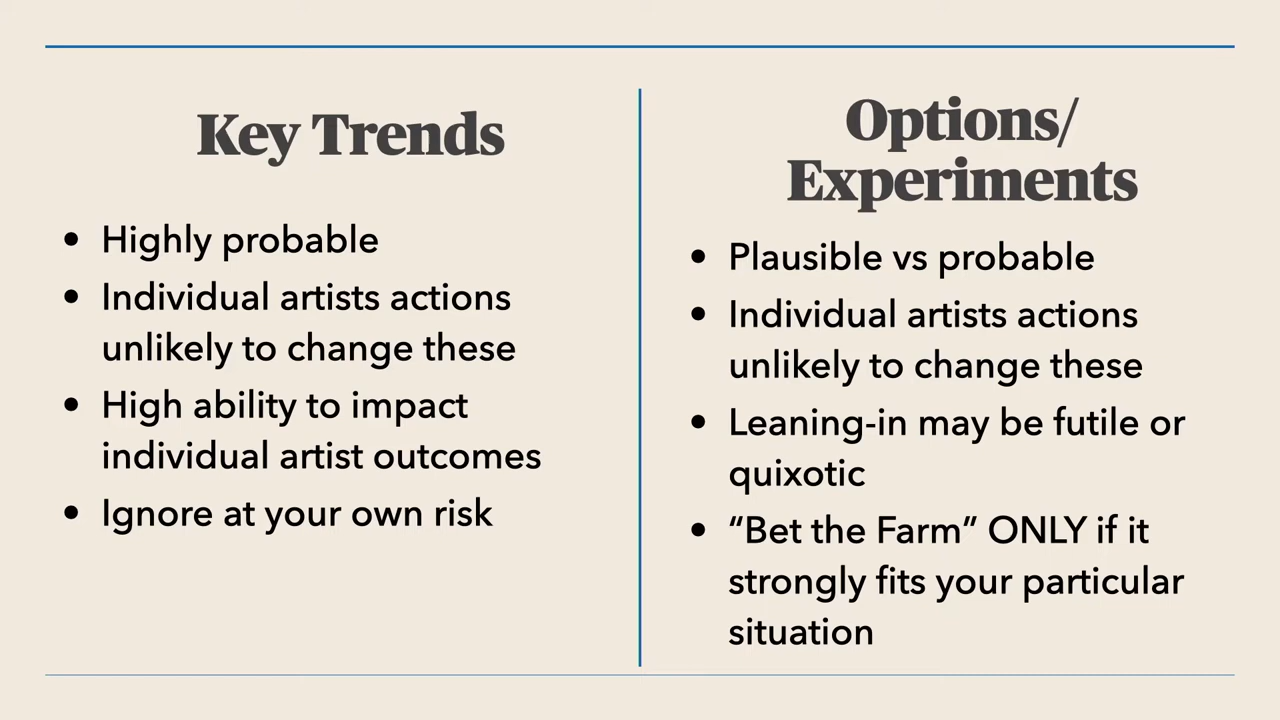 Key Trends
• Highly probable
• Individual artists actions
unlikely to change these
• High ability to impact
individual artist outcomes
• Ignore at your own risk
Options/
Experiments
• Plausible vs probable
• Individual artists actions
unlikely to change these
• Leaning-in may be futile or
quixotic
• “Bet the Farm” ONLY if it
strongly fits your particular
situation